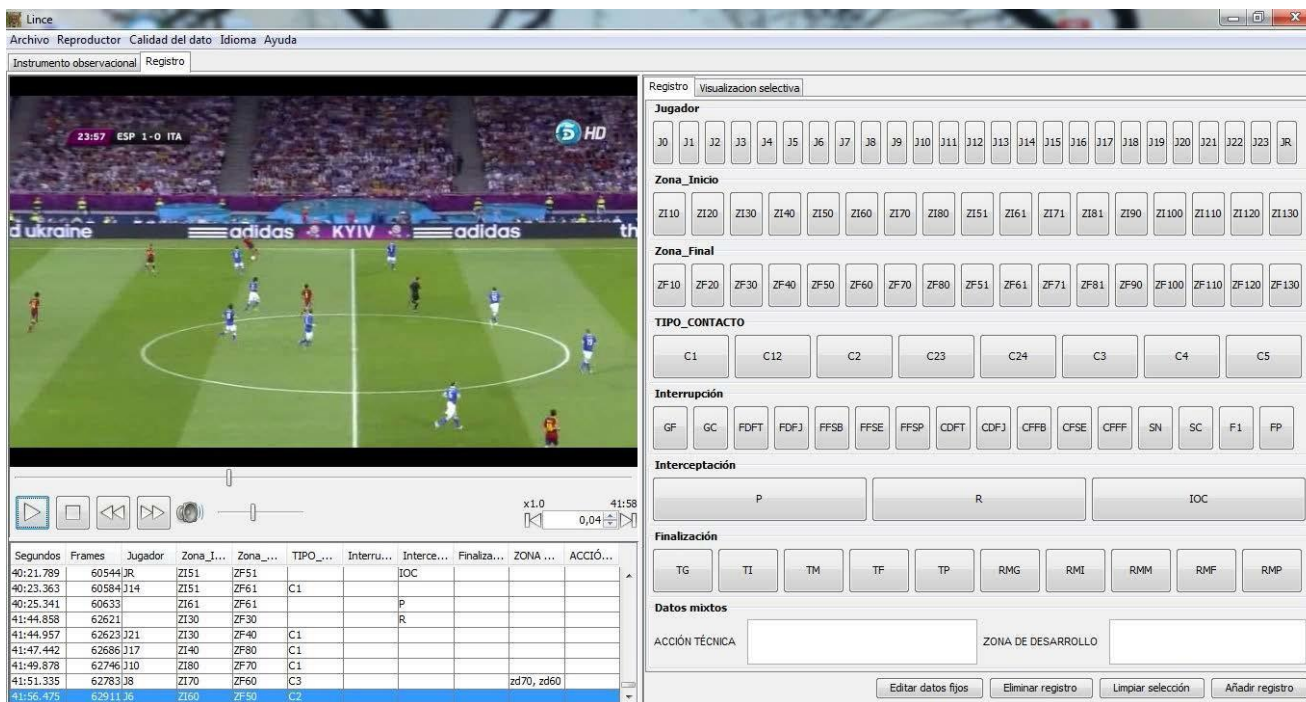 Lince
Archivo Reproductor Calidad del dato Idioma Ayuda
Instrumento observacional Registro
23:57 ESP 1-0 ITA
5 HD
d ukraine adidas KYIV adidas th
x1.0 41:58
0,04
Segundos Frames Jugador Zona_I... Zona_... TIPO_... Interru... Interce... Finaliza... ZONA ... ACCIÓ...
40:21.789 60544 JR ZI51 ZF51 IOC
40:23.363 60584 J14 ZI51 ZF61 C1
40:25.341 60633 ZI61 ZF61 P
41:44.858 62621 ZI30 ZF30 R
41:44.957 62623 J21 ZI30 ZF40 C1
41:47.442 62686 J17 ZI40 ZF80 C1
41:49.878 62746 J10 ZI80 ZF70 C1
41:51.335 62783 J8 ZI70 ZF60 C3 zd70, zd60
41:56.475 62911 J6 ZI60 ZF50 C2
Registro Visualizacion selectiva
Jugador
J0 J1 J2 J3 J4 J5 J6 J7 J8 J9 J10 J11 J12 J13 J14 J15 J16 J17 J18 J19 J20 J21 J22 J23 JR
Zona_Inicio
ZI10 ZI20 ZI30 ZI40 ZI50 ZI60 ZI70 ZI80 ZI51 ZI61 ZI71 ZI81 ZI90 ZI100 ZI110 ZI120 ZI130
Zona_Final
ZF10 ZF20 ZF30 ZF40 ZF50 ZF60 ZF70 ZF80 ZF51 ZF61 ZF71 ZF81 ZF90 ZF100 ZF110 ZF120 ZF130
TIPO_CONTACTO
C1 C12 C2 C23 C24 C3 C4 C5
Interrupción
GF GC FDFT FDFJ FFSB FFSE FFSP CDFT CDFJ CFFB CFSE CFFF SN SC F1 FP
Interceptación
P R IOC
Finalización
TG TI TM TF TP RMG RMI RMM RMF RMP
Datos mixtos
ACCIÓN TÉCNICA ZONA DE DESARROLLO
Editar datos fijos Eliminar registro Limpiar selección Añadir registro